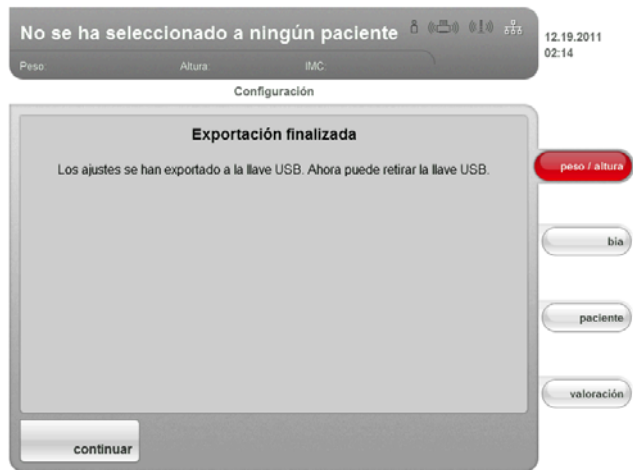 No se ha seleccionado a ningún paciente
12.19.2011
02:14
Peso: Altura: IMC:
Configuración
Exportación finalizada
Los ajustes se han exportado a la llave USB. Ahora puede retirar la llave USB.
peso / altura
bia
paciente
valoración
continuar